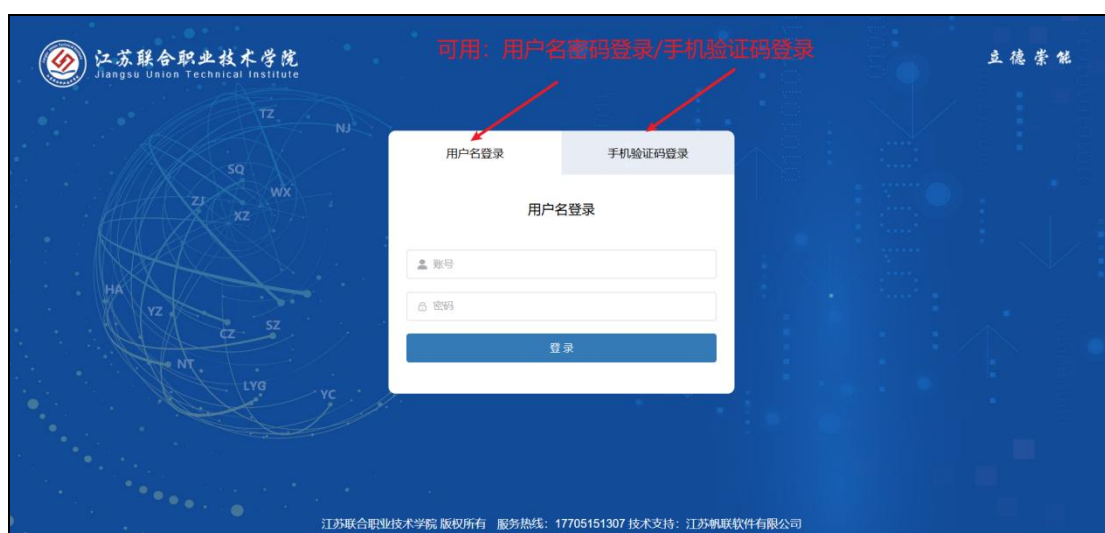 江苏联合职业技术学院
Jiangsu Union Technical Institute
可用：用户名密码登录/手机验证码登录
立德崇能
TZ
NJ
用户名登录
手机验证码登录
SQ
WX
ZJ
XZ
用户名登录
账号
HA
YZ
密码
SZ
CZ
登录
NT
LYG
YC
江苏联合职业技术学院 版权所有 服务热线：17705151307 技术支持：江苏帆联软件有限公司